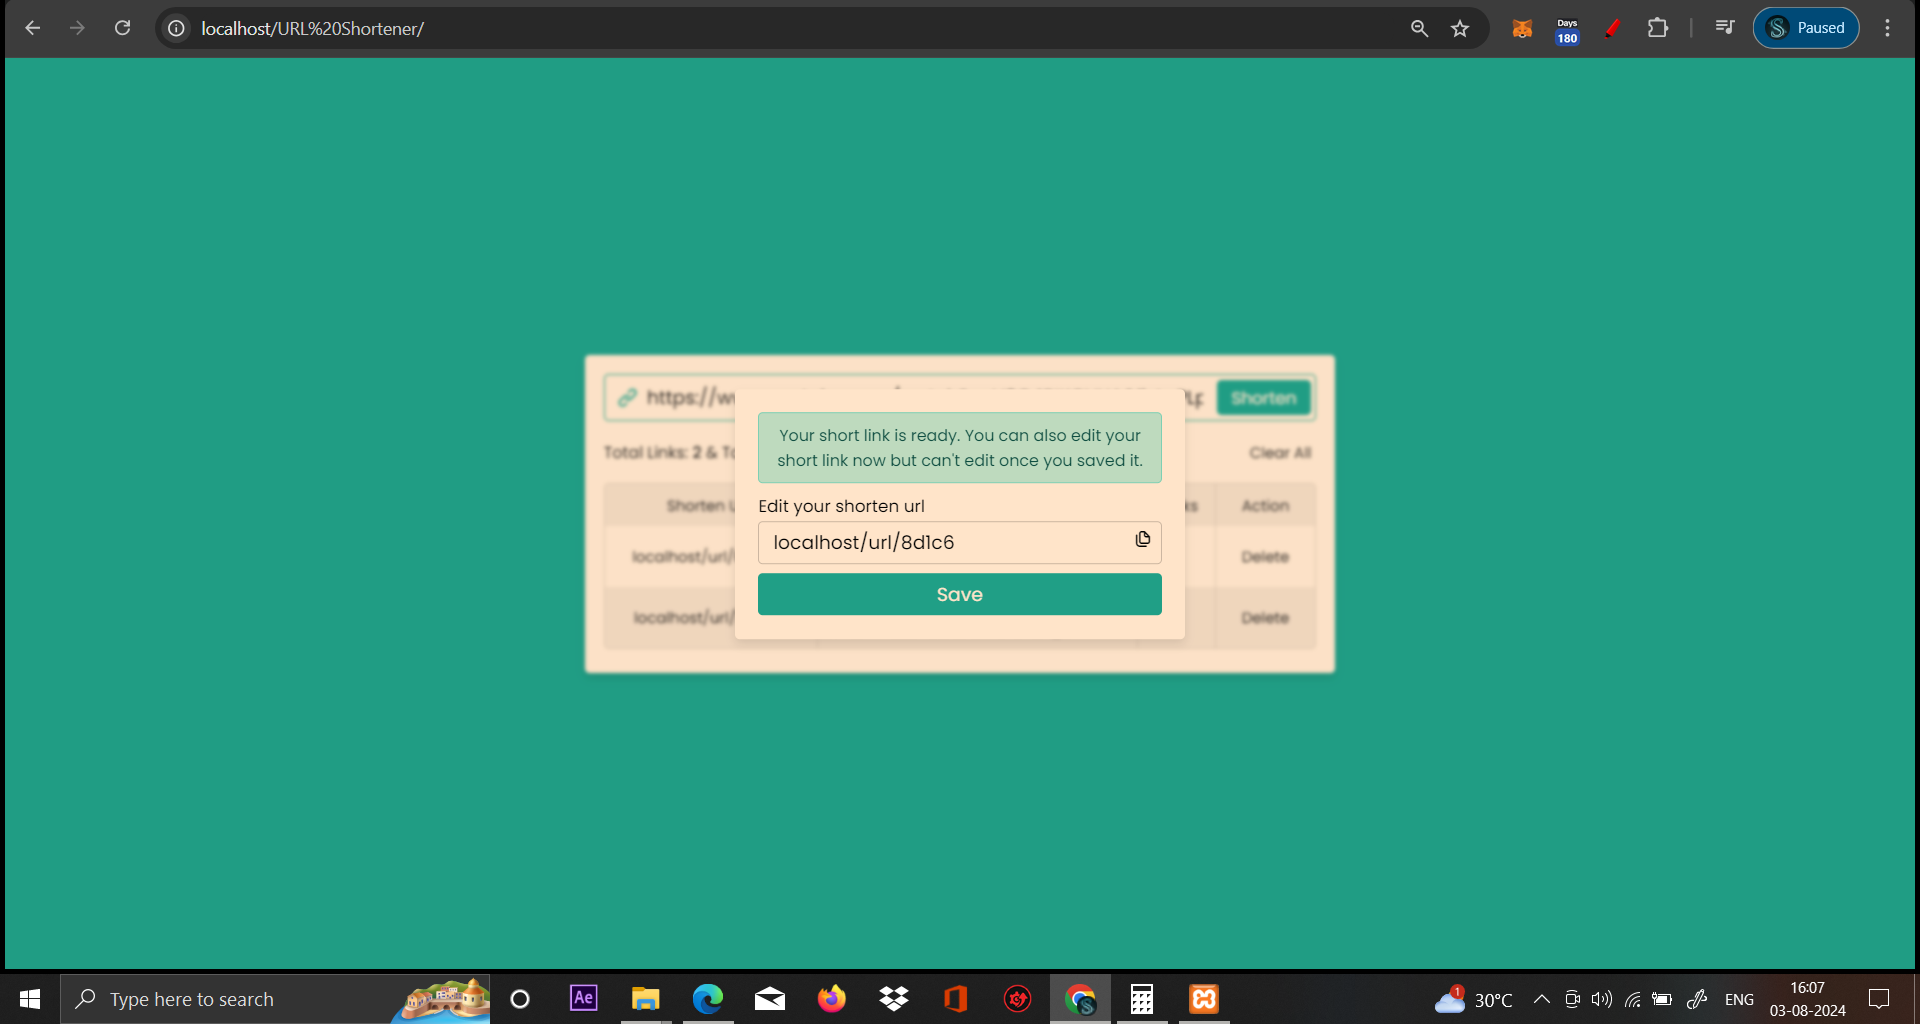 localhost/URL%20Shortener/
Days
180
Paused
https://w
Shorten
Your short link is ready. You can also edit your
short link now but can't edit once you saved it.
Total Links: 2 & To
Clear All
Edit your shorten url
Shorten
Action
localhost/url/8d1c6
localhost/url/
Delete
Save
localhost/url/
Delete
Type here to search
Ae
1
30°C
ENG
16:07
03-08-2024